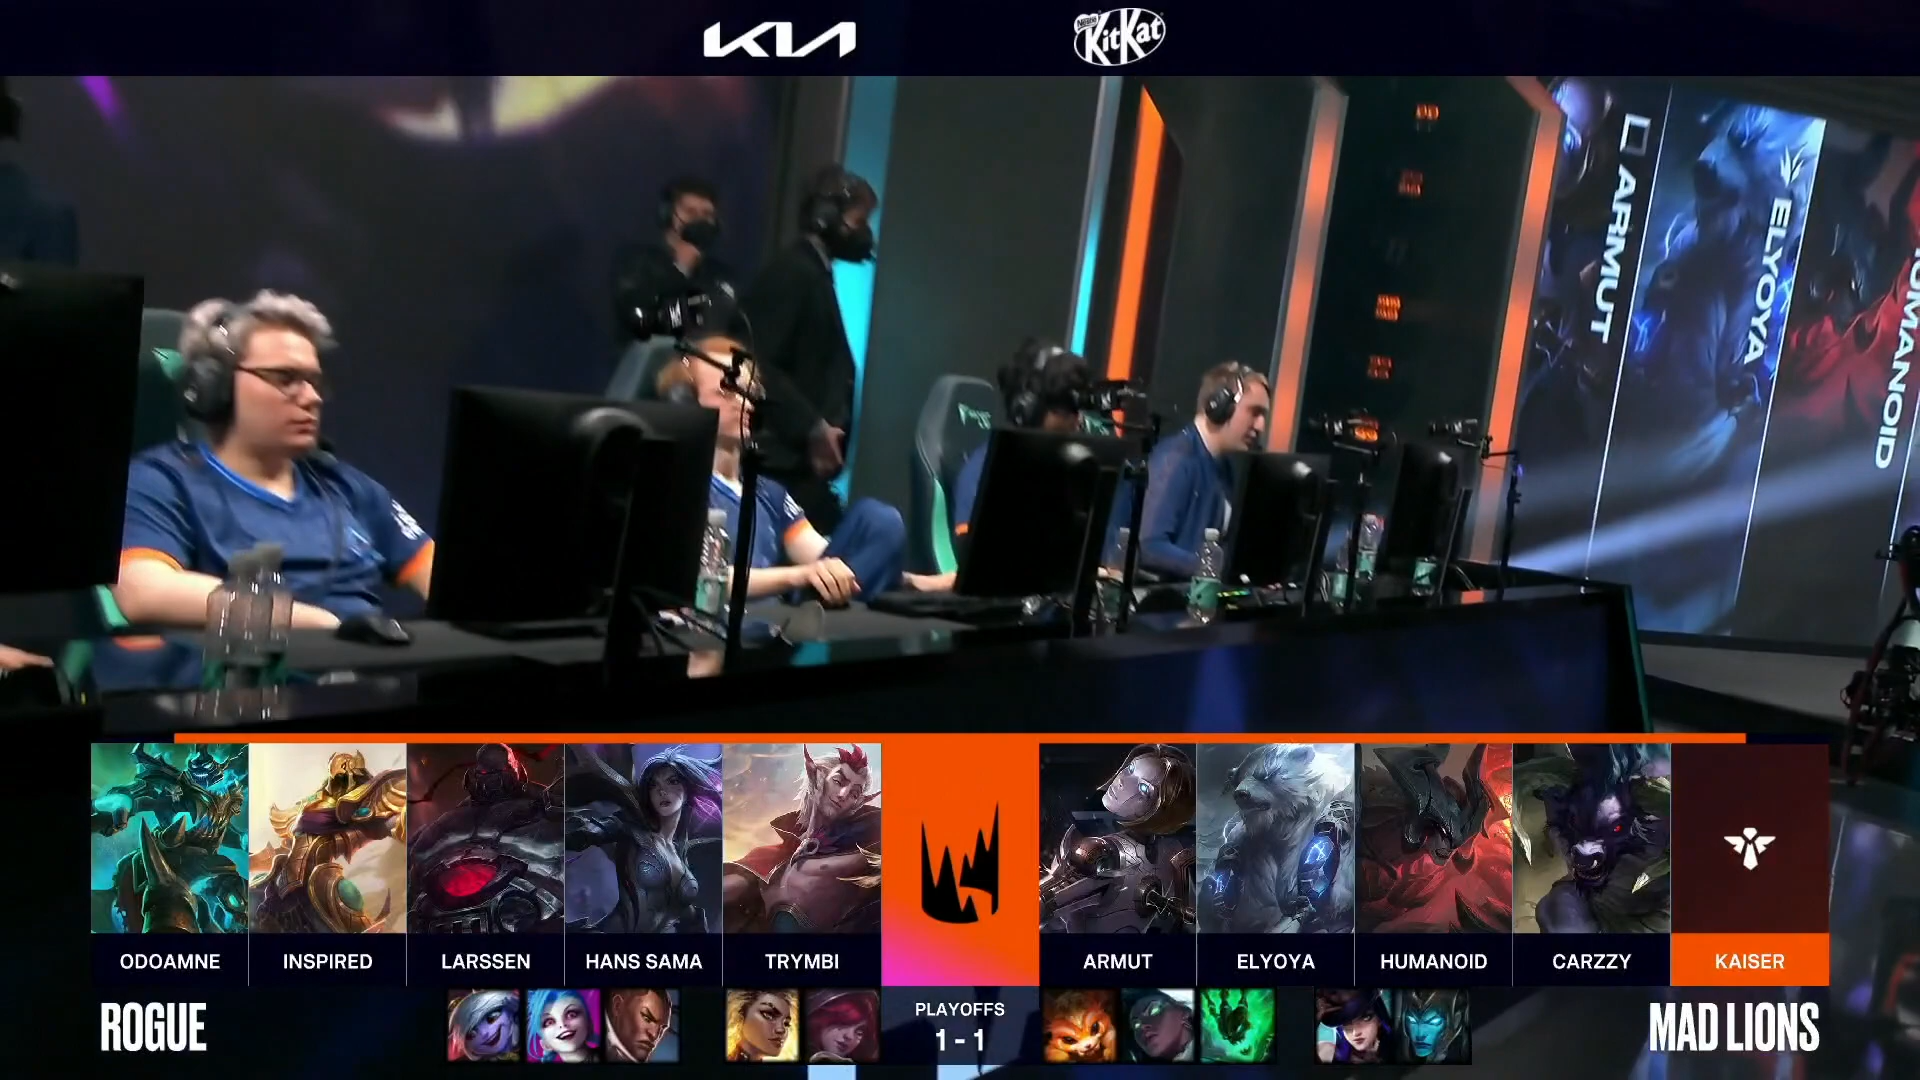 KIA
Nestlé
KitKat
ARMUT
ELYOYA
HUMANOID
ODOAMNE
INSPIRED
LARSSEN
HANS SAMA
TRYMBI
ARMUT
ELYOYA
HUMANOID
CARZZY
KAISER
ROGUE
PLAYOFFS
1 - 1
MAD LIONS